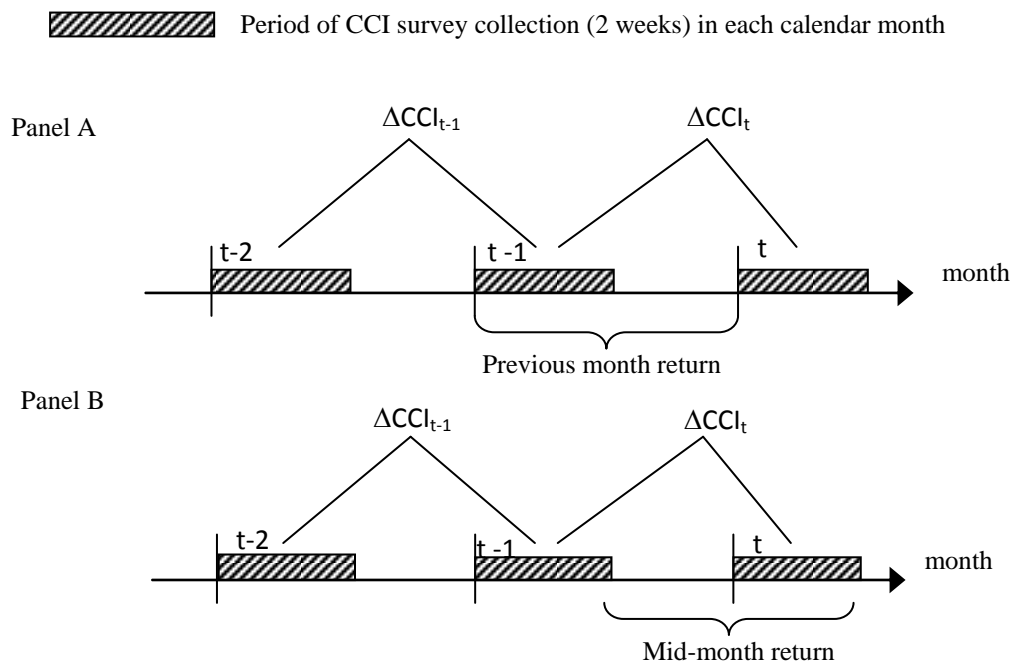 Period of CCI survey collection (2 weeks) in each calendar month
Panel A
ΔCCIₜ₋₁
ΔCCIₜ
t-2
t -1
t
month
Previous month return
Panel B
ΔCCIₜ₋₁
ΔCCIₜ
t-2
t -1
t
month
Mid-month return